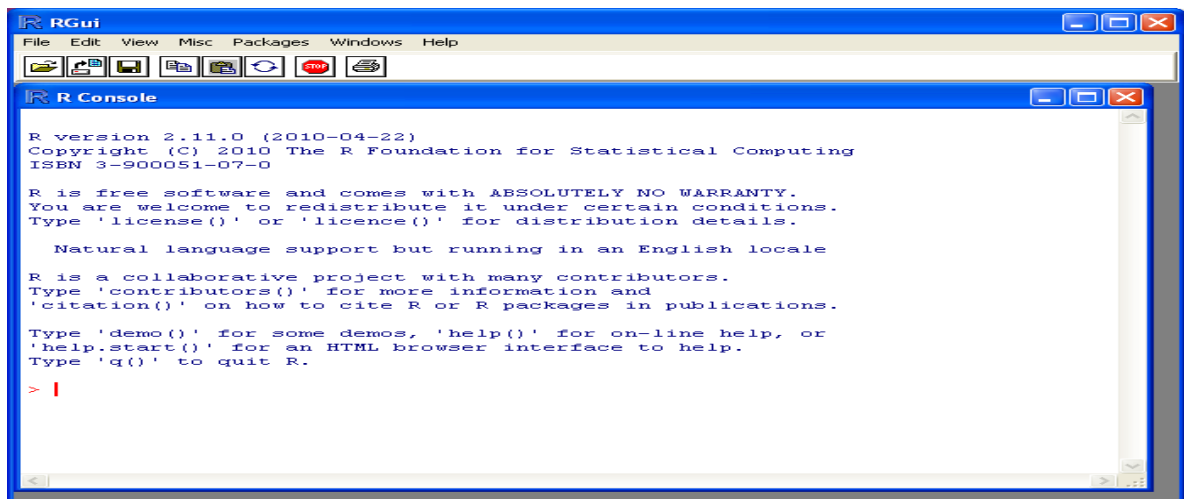 RGui
File Edit View Misc Packages Windows Help
STOP
R Console
R version 2.11.0 (2010-04-22)
Copyright (C) 2010 The R Foundation for Statistical Computing
ISBN 3-900051-07-0
R is free software and comes with ABSOLUTELY NO WARRANTY.
You are welcome to redistribute it under certain conditions.
Type 'license()' or 'licence()' for distribution details.
Natural language support but running in an English locale
R is a collaborative project with many contributors.
Type 'contributors()' for more information and
'citation()' on how to cite R or R packages in publications.
Type 'demo()' for some demos, 'help()' for on-line help, or
'help.start()' for an HTML browser interface to help.
Type 'q()' to quit R.
>